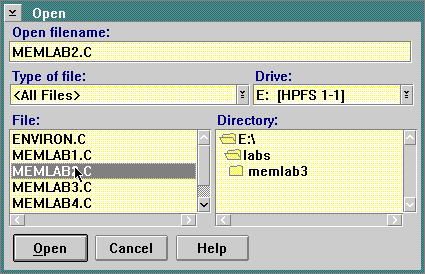 Open
Open filename:
MEMLAB2.C
Type of file:
Drive:
<All Files>
E: [HPFS 1-1]
File:
Directory:
ENVIRON.C
MEMLAB1.C
MEMLAB2.C
MEMLAB3.C
MEMLAB4.C
E:\
labs
memlab3
Open
Cancel
Help